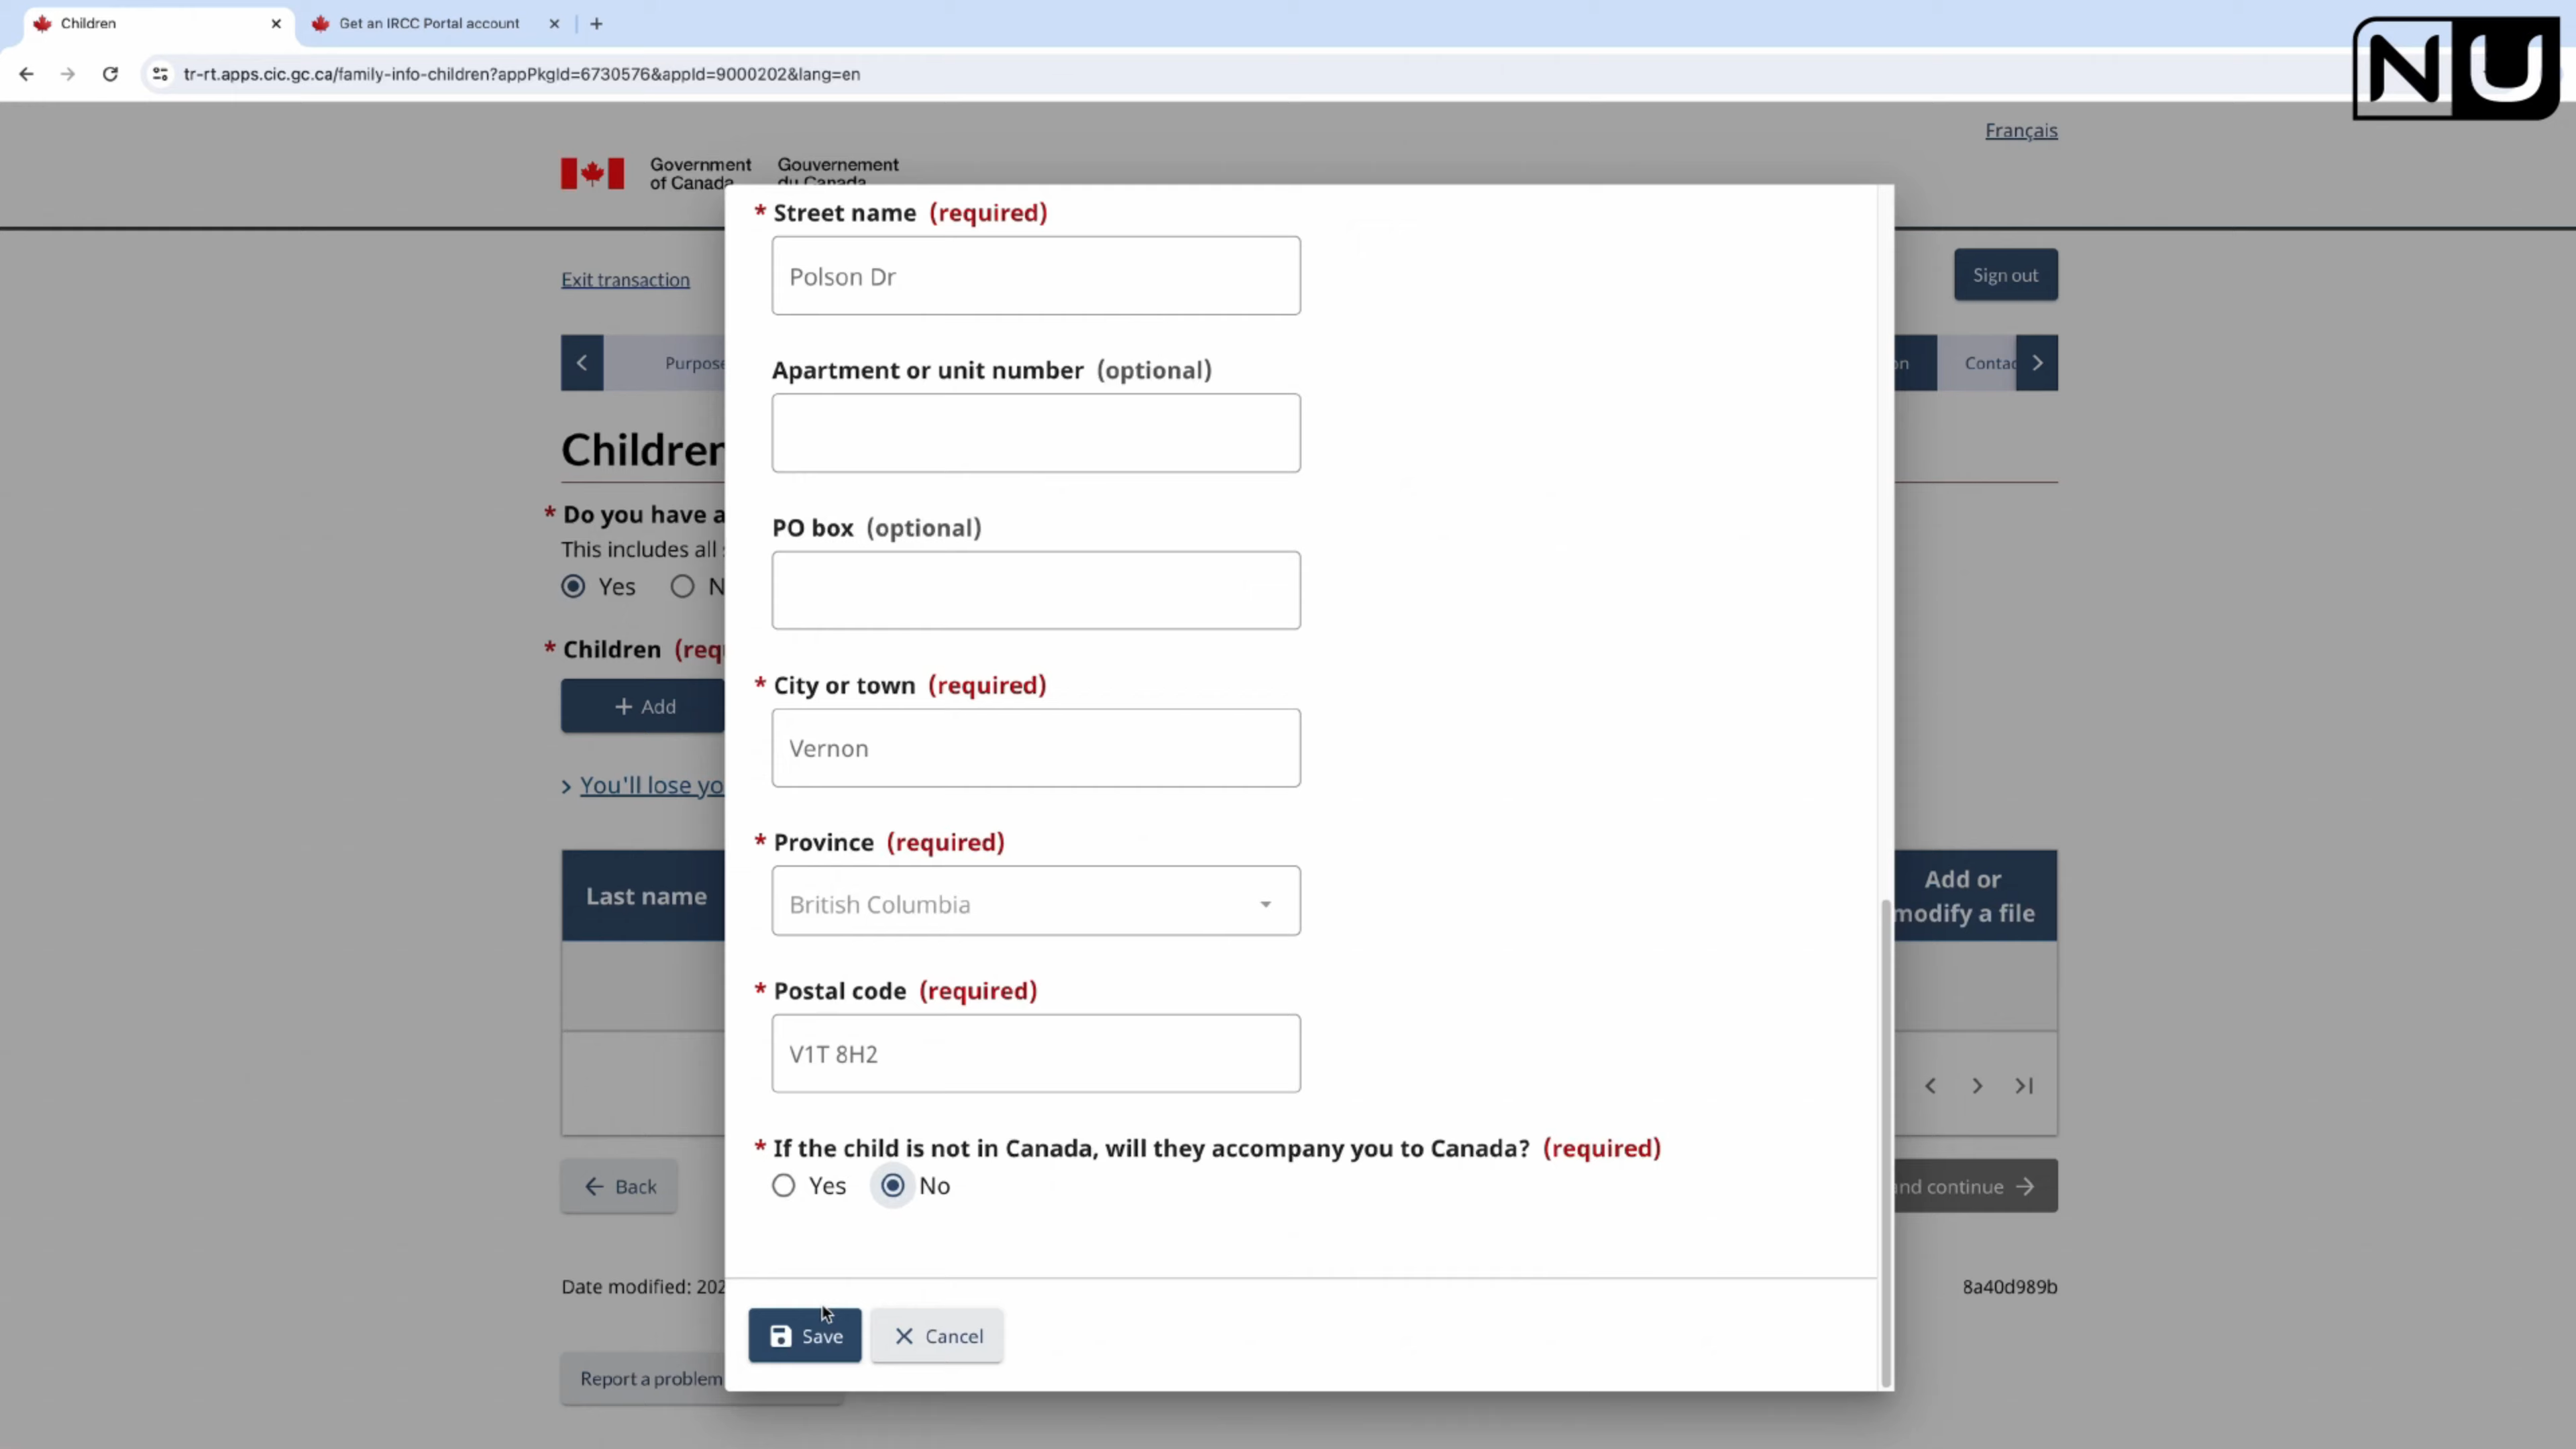 Children
Get an IRCC Portal account
tr-rt.apps.cic.gc.ca/family-info-children?appPkgId=6730576&appId=9000202&lang=en
NU
Français
Government of Canada
Gouvernement du Canada
Exit transaction
Sign out
Purpose
on
Contac
Children
* Do you have a
This includes all
Yes
N
* Children (req
+ Add
You'll lose yo
Last name
Add or
modify a file
Back
nd continue
Date modified: 202
8a40d989b
Report a problem
* Street name (required)
Polson Dr
Apartment or unit number (optional)
PO box (optional)
* City or town (required)
Vernon
* Province (required)
British Columbia
* Postal code (required)
V1T 8H2
* If the child is not in Canada, will they accompany you to Canada? (required)
Yes No
Save
Cancel